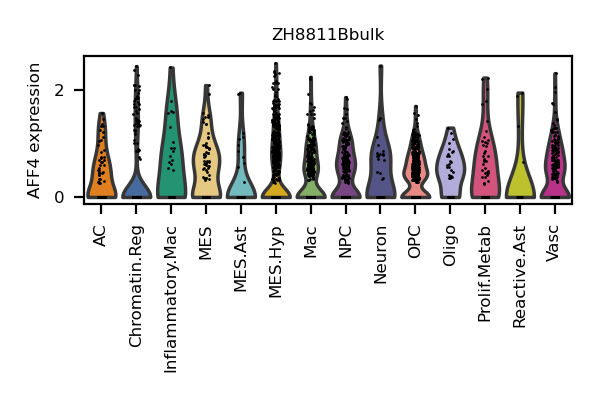 ZH8811Bbulk
AFF4 expression
2
0
AC
Chromatin.Reg
Inflammatory.Mac
MES
MES.Ast
MES.Hyp
Mac
NPC
Neuron
OPC
Oligo
Prolif.Metab
Reactive.Ast
Vasc